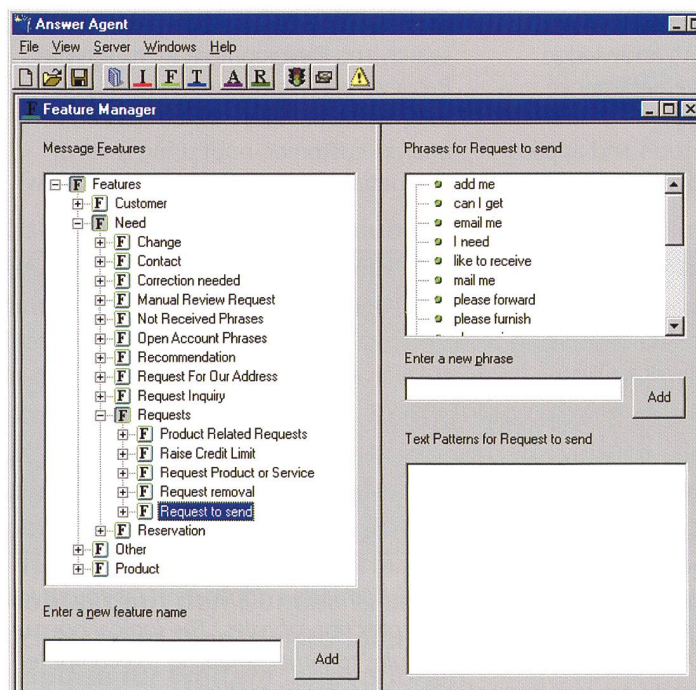 Answer Agent
File View Server Windows Help
I F T A R
F Feature Manager
Message Features
F Features
F Customer
F Need
F Change
F Contact
F Correction needed
F Manual Review Request
F Not Received Phrases
F Open Account Phrases
F Recommendation
F Request For Our Address
F Request Inquiry
F Requests
F Product Related Requests
F Raise Credit Limit
F Request Product or Service
F Request removal
F Request to send
F Reservation
F Other
F Product
Enter a new feature name
Add
Phrases for Request to send
add me
can I get
email me
I need
like to receive
mail me
please forward
please furnish
Enter a new phrase
Add
Text Patterns for Request to send